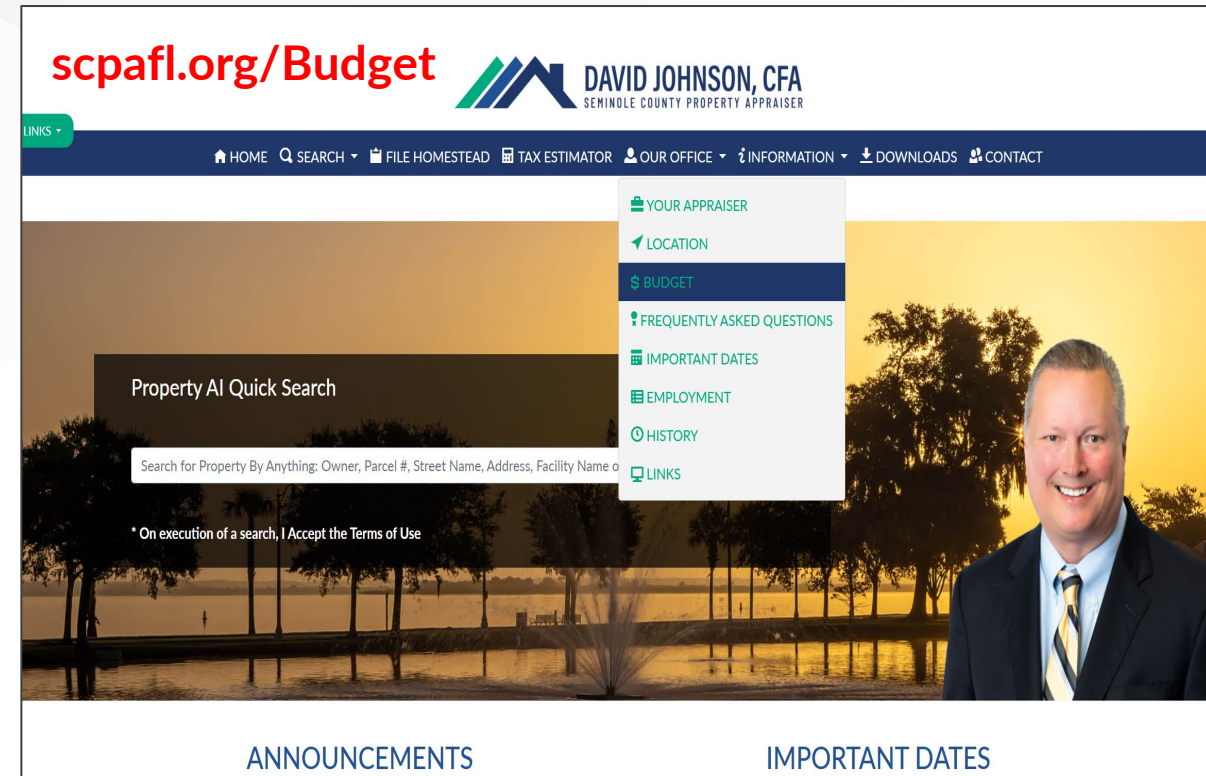 scpafl.org/Budget
DAVID JOHNSON, CFA
SEMINOLE COUNTY PROPERTY APPRAISER
LINKS
HOME SEARCH FILE HOMESTEAD TAX ESTIMATOR OUR OFFICE INFORMATION DOWNLOADS CONTACT
YOUR APPRAISER
LOCATION
$ BUDGET
FREQUENTLY ASKED QUESTIONS
IMPORTANT DATES
EMPLOYMENT
HISTORY
LINKS
Property AI Quick Search
Search for Property By Anything: Owner, Parcel #, Street Name, Address, Facility Name o
* On execution of a search, I Accept the Terms of Use
ANNOUNCEMENTS
IMPORTANT DATES